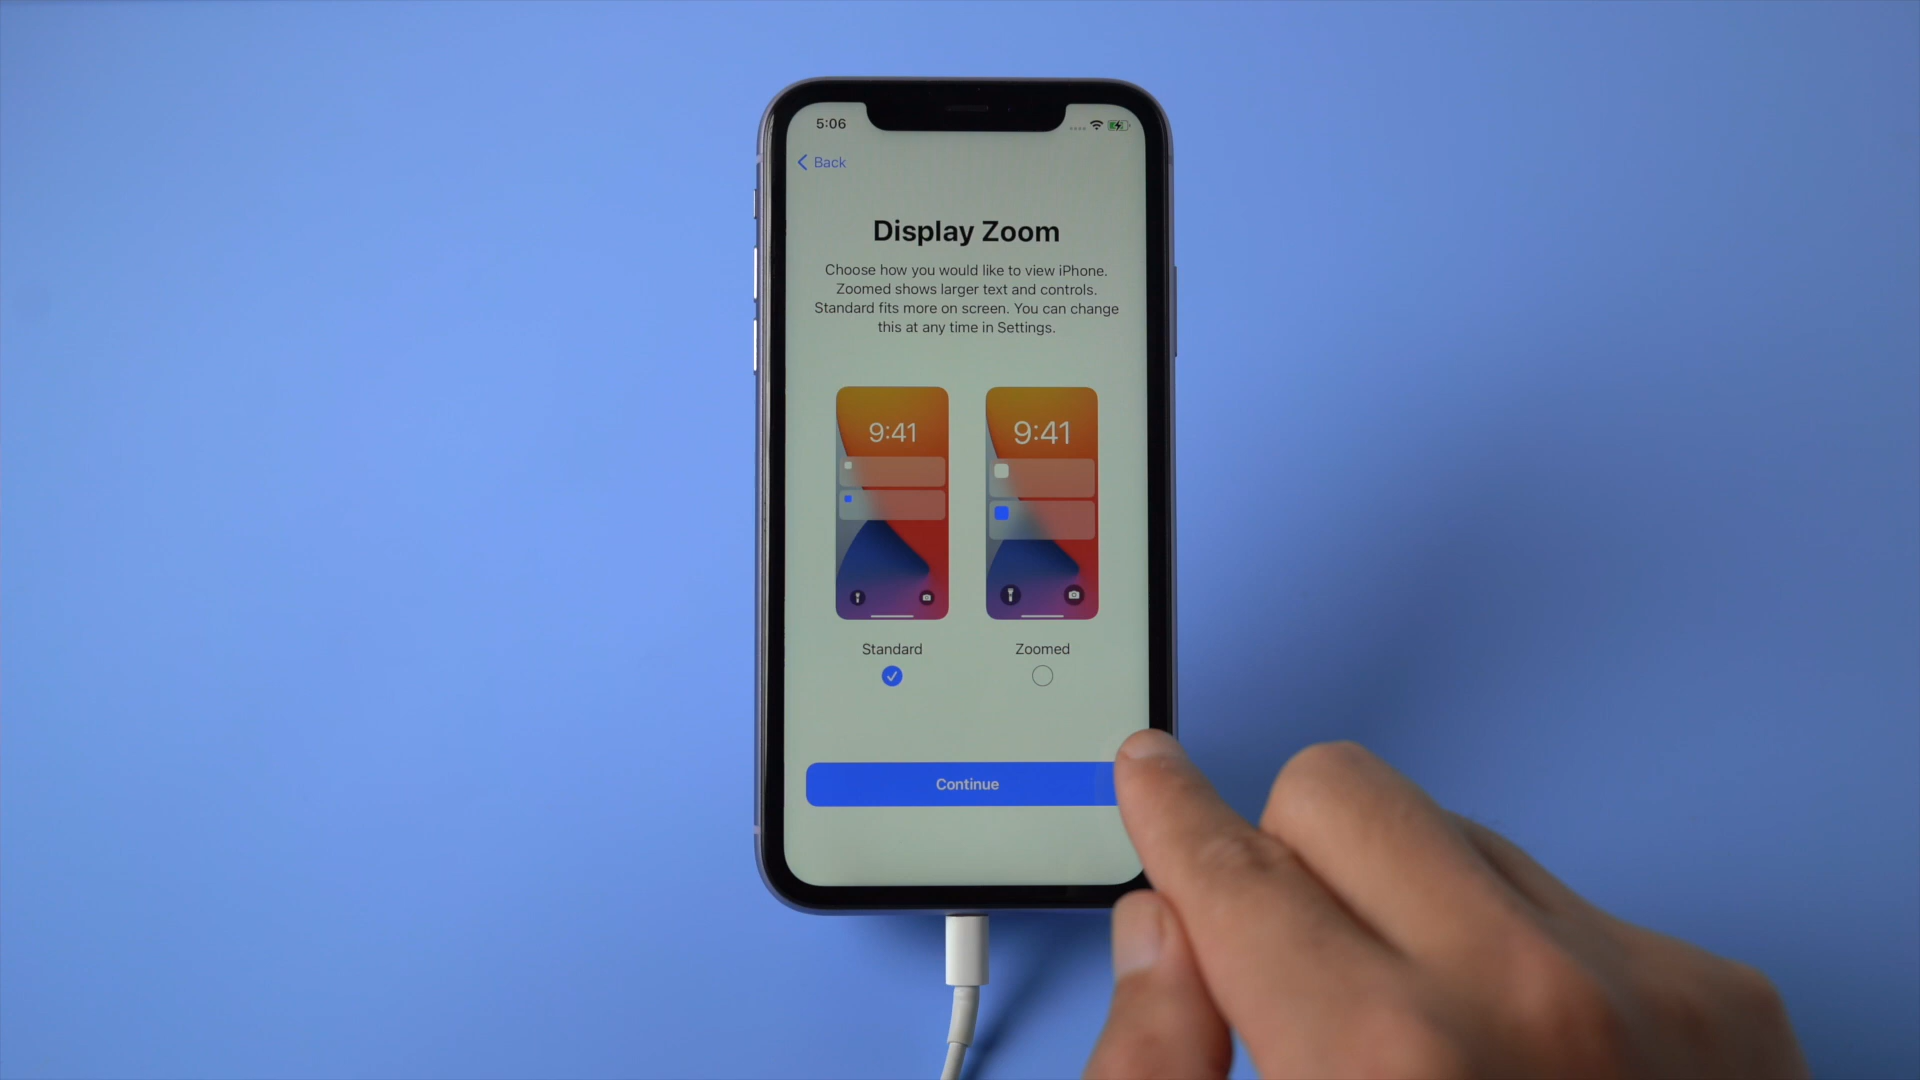 5:06
Back
Display Zoom
Choose how you would like to view iPhone.
Zoomed shows larger text and controls.
Standard fits more on screen. You can change
this at any time in Settings.
9:41
9:41
Standard
Zoomed
Continue